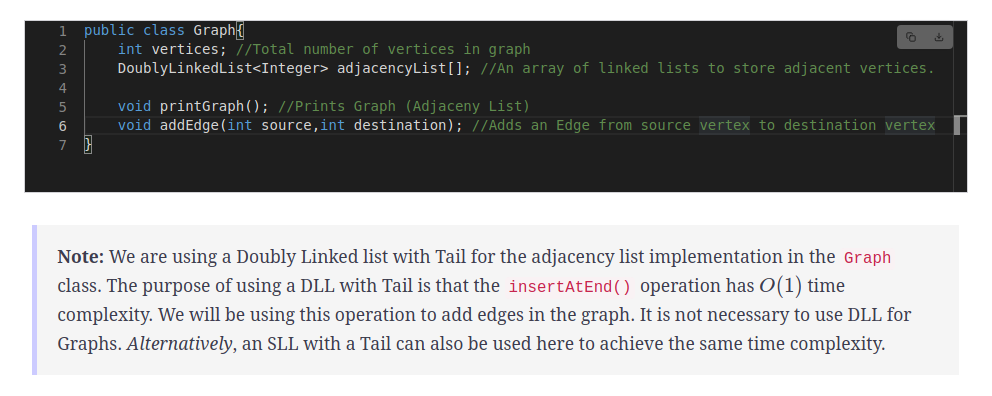 1 public class Graph{
2 int vertices; //Total number of vertices in graph
3 DoublyLinkedList<Integer> adjacencyList[]; //An array of linked lists to store adjacent vertices.
4
5 void printGraph(); //Prints Graph (Adjaceny List)
6 void addEdge(int source,int destination); //Adds an Edge from source vertex to destination vertex
7 }
Note: We are using a Doubly Linked list with Tail for the adjacency list implementation in the Graph
class. The purpose of using a DLL with Tail is that the insertAtEnd() operation has O(1) time
complexity. We will be using this operation to add edges in the graph. It is not necessary to use DLL for
Graphs. Alternatively, an SLL with a Tail can also be used here to achieve the same time complexity.